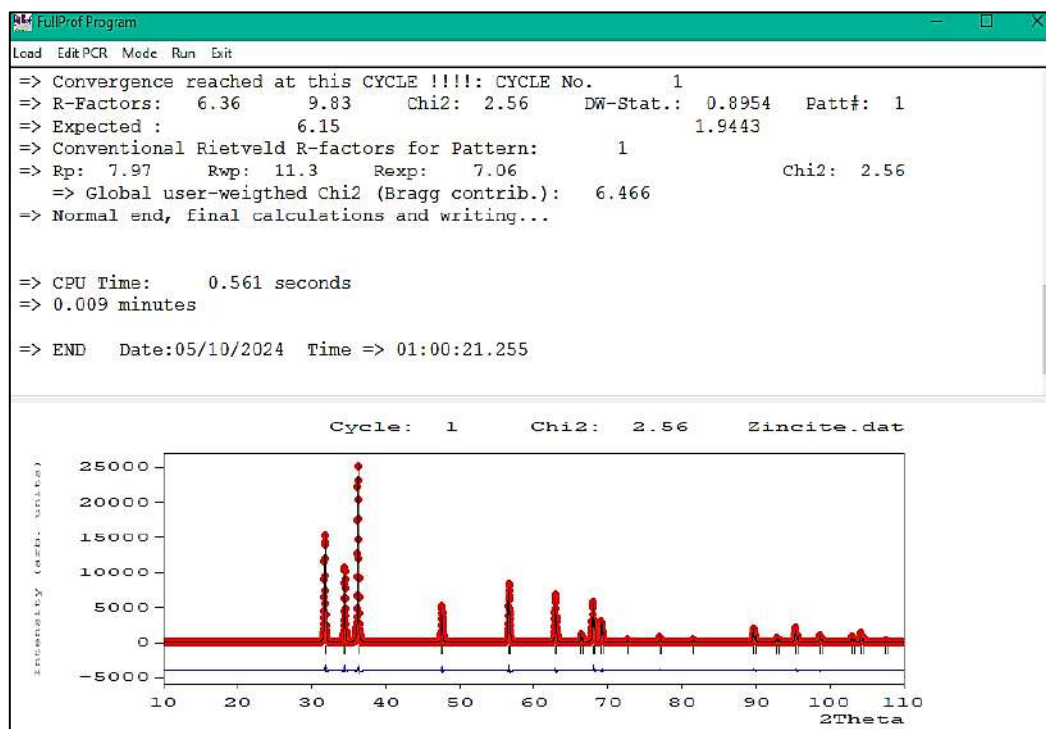 FullProf Program
Load Edit PCR Mode Run Exit
=> Convergence reached at this CYCLE !!!!: CYCLE No. 1
=> R-Factors: 6.36 9.83 Chi2: 2.56 DW-Stat.: 0.8954 Patt#: 1
=> Expected : 6.15 1.9443
=> Conventional Rietveld R-factors for Pattern: 1
=> Rp: 7.97 Rwp: 11.3 Rexp: 7.06 Chi2: 2.56
=> Global user-weigthed Chi2 (Bragg contrib.): 6.466
=> Normal end, final calculations and writing...
=> CPU Time: 0.561 seconds
=> 0.009 minutes
=> END Date:05/10/2024 Time => 01:00:21.255
Cycle: 1 Chi2: 2.56 Zincite.dat
Intensity (arb. units)
25000
20000
15000
10000
5000
0
-5000
10 20 30 40 50 60 70 80 90 100 110
2Theta